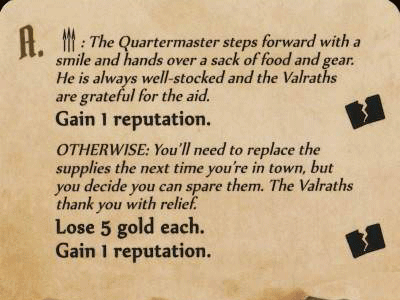 A. : The Quartermaster steps forward with a
smile and hands over a sack of food and gear.
He is always well-stocked and the Valraths
are grateful for the aid.
Gain 1 reputation.
OTHERWISE: You'll need to replace the
supplies the next time you're in town, but
you decide you can spare them. The Valraths
thank you with relief.
Lose 5 gold each.
Gain 1 reputation.